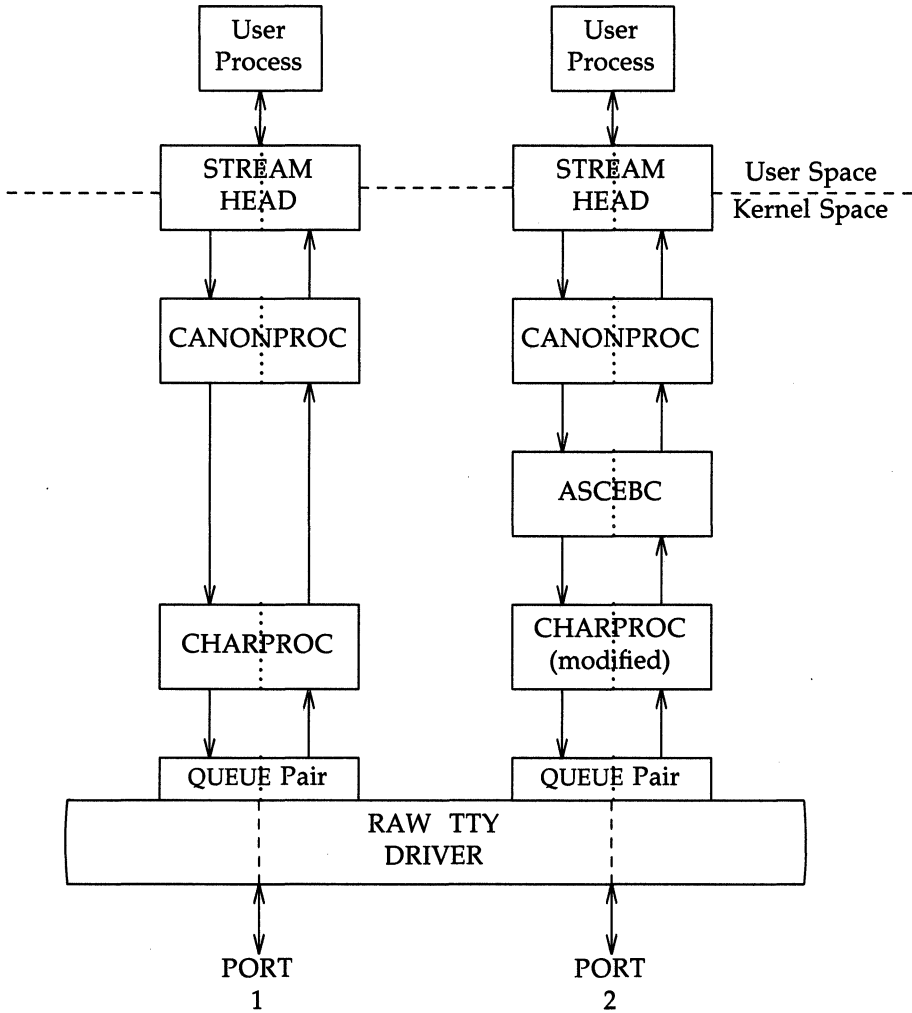 User
Process
User
Process
STREAM
HEAD
STREAM
HEAD
User Space
Kernel Space
CANONPROC
CANONPROC
ASCEBC
CHARPROC
CHARPROC
(modified)
QUEUE Pair
QUEUE Pair
RAW TTY
DRIVER
PORT
1
PORT
2